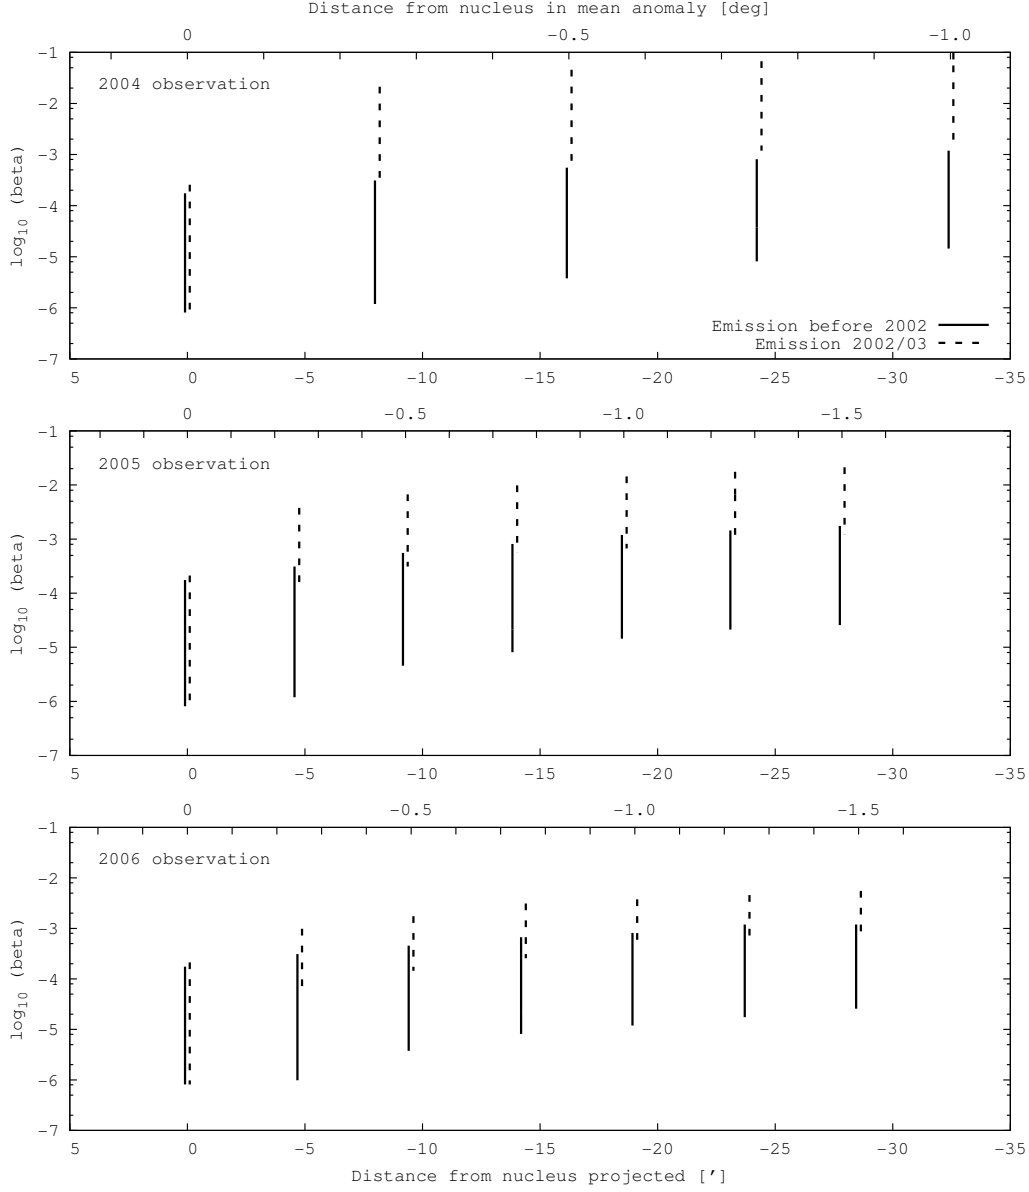 Distance from nucleus in mean anomaly [deg]
0 −0.5 −1.0
−1
2004 observation
−2
−3
−4
−5
−6
−7
log10 (beta)
Emission before 2002
Emission 2002/03
5 0 −5 −10 −15 −20 −25 −30 −35
0 −0.5 −1.0 −1.5
−1
2005 observation
−2
−3
−4
−5
−6
−7
log10 (beta)
5 0 −5 −10 −15 −20 −25 −30 −35
0 −0.5 −1.0 −1.5
−1
2006 observation
−2
−3
−4
−5
−6
−7
log10 (beta)
5 0 −5 −10 −15 −20 −25 −30 −35
Distance from nucleus projected [']